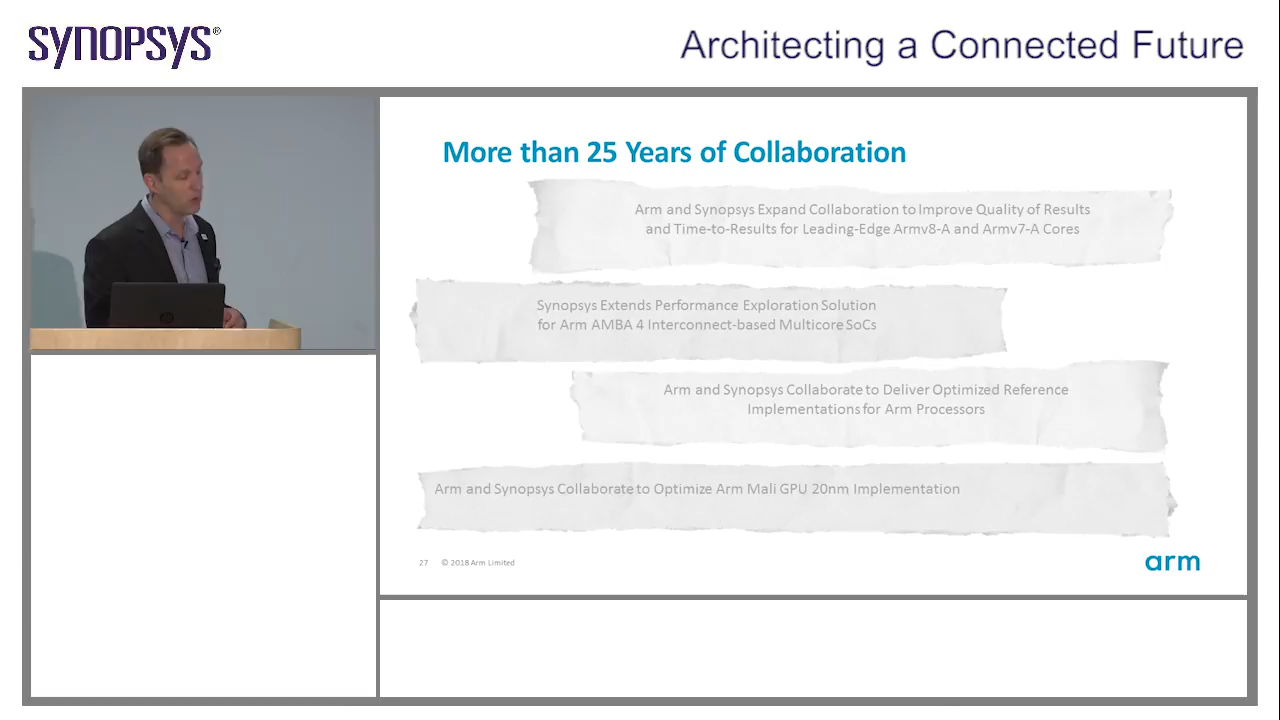 SYNOPSYS®
Architecting a Connected Future
More than 25 Years of Collaboration
Arm and Synopsys Expand Collaboration to Improve Quality of Results
and Time-to-Results for Leading-Edge Armv8-A and Armv7-A Cores
Synopsys Extends Performance Exploration Solution
for Arm AMBA 4 Interconnect-based Multicore SoCs
Arm and Synopsys Collaborate to Deliver Optimized Reference
Implementations for Arm Processors
Arm and Synopsys Collaborate to Optimize Arm Mali GPU 20nm Implementation
27 © 2018 Arm Limited
arm